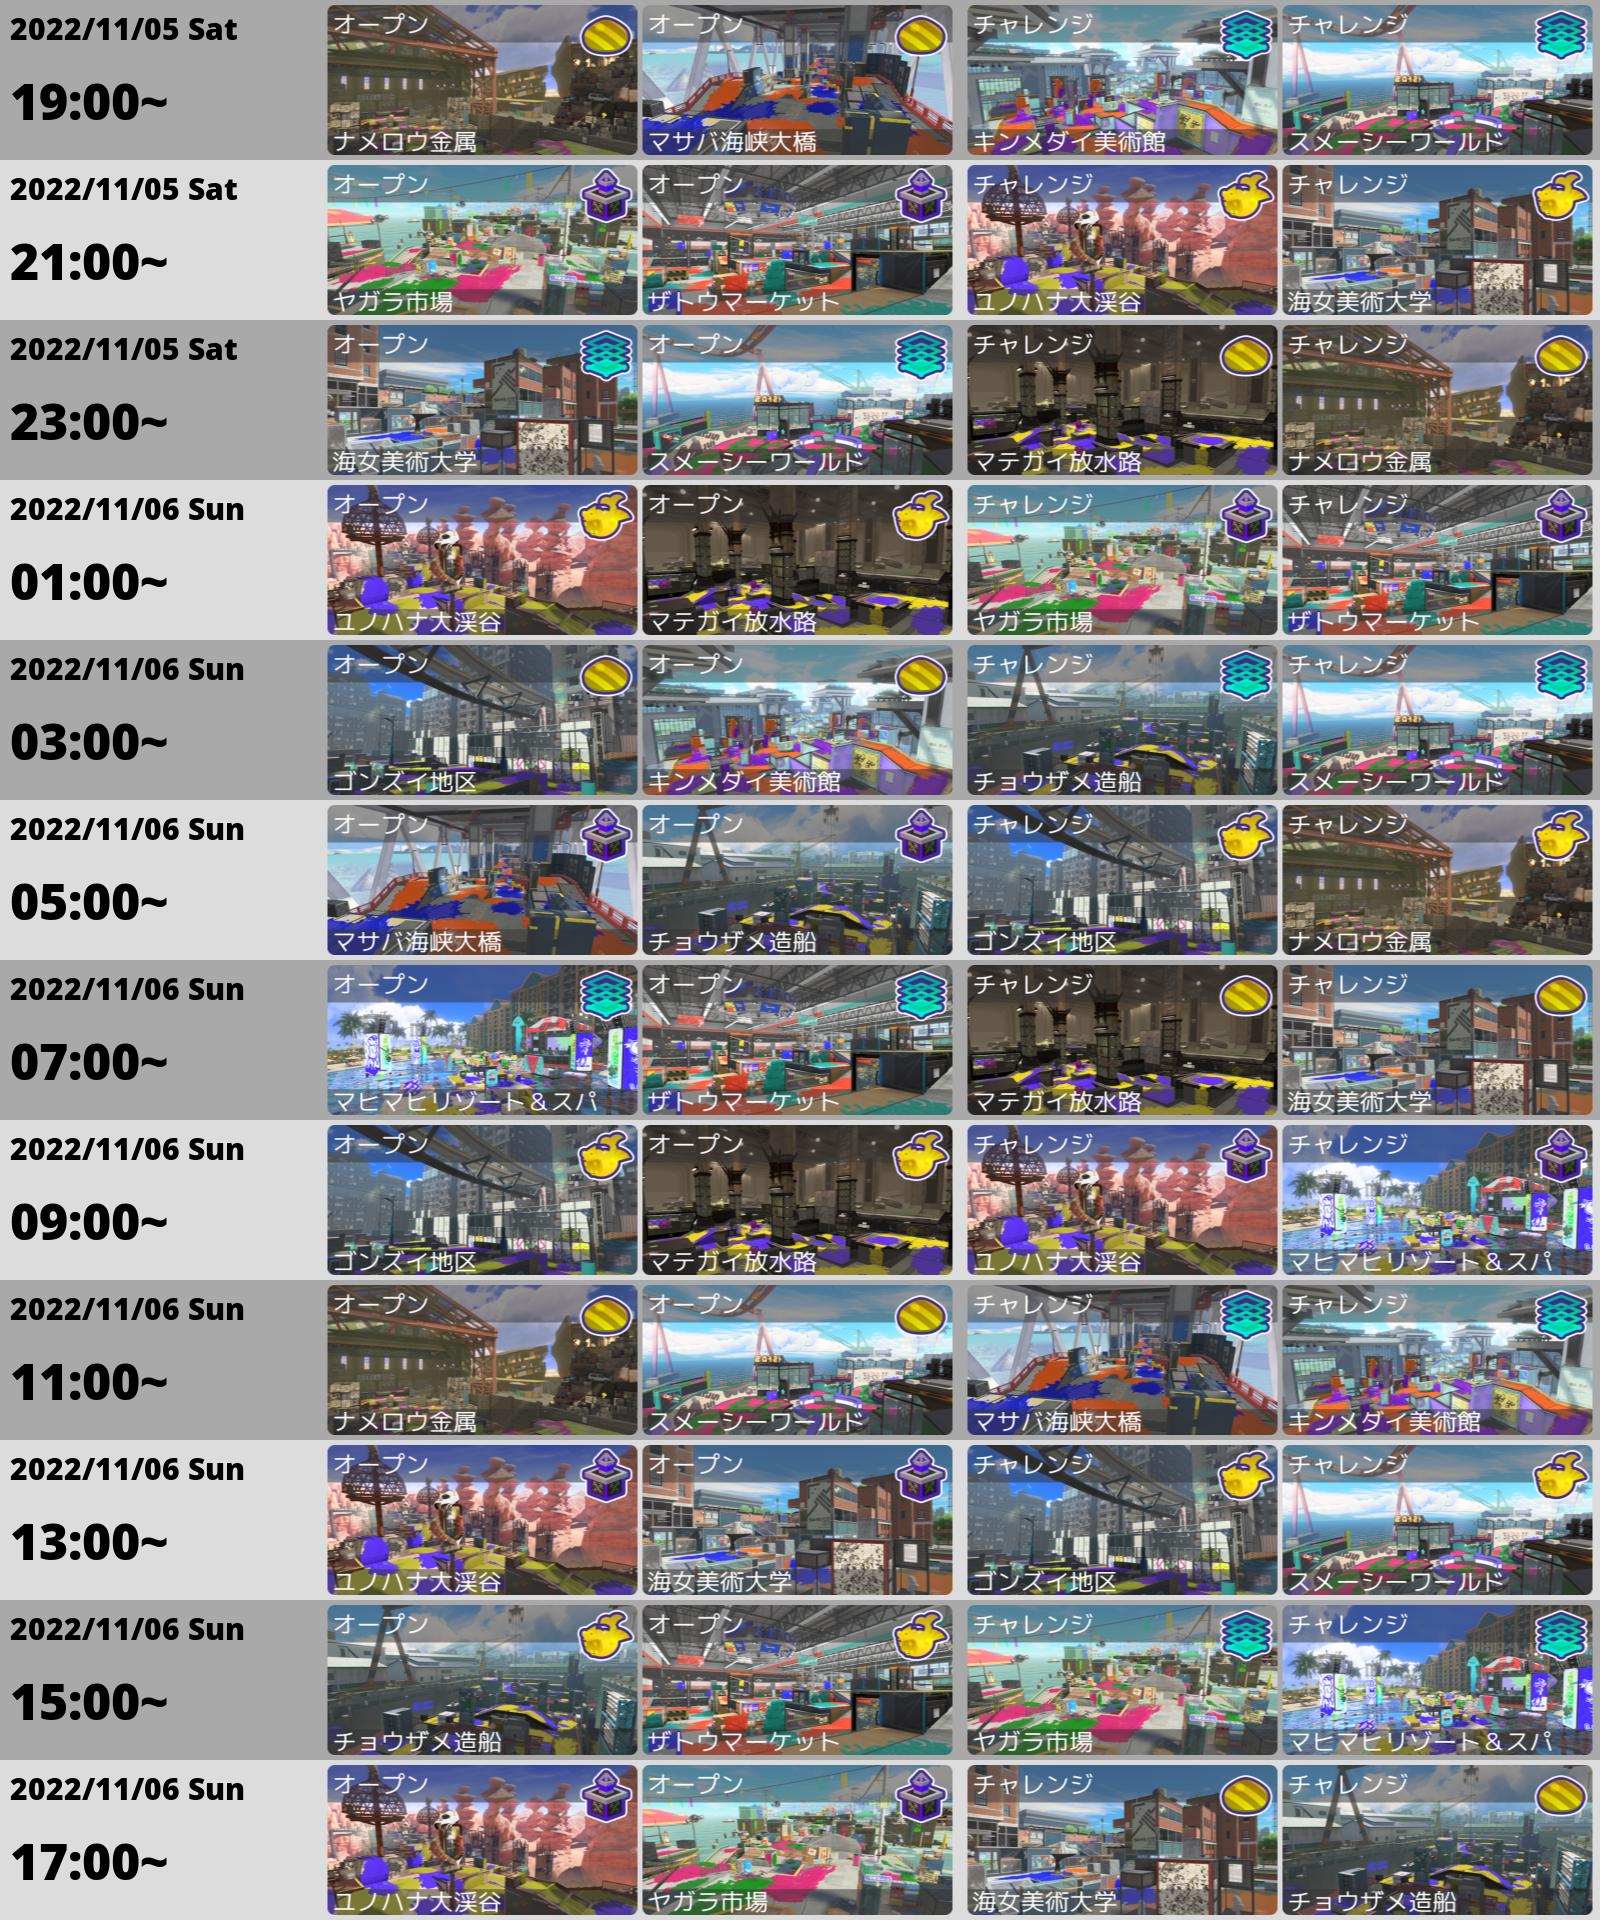 2022/11/05 Sat
19:00~
オープン
ナメロウ金属
オープン
マサバ海峡大橋
チャレンジ
キンメダイ美術館
チャレンジ
スメーシーワールド
2022/11/05 Sat
21:00~
オープン
ヤガラ市場
オープン
ザトウマーケット
チャレンジ
ユノハナ大渓谷
チャレンジ
海女美術大学
2022/11/05 Sat
23:00~
オープン
海女美術大学
オープン
スメーシーワールド
チャレンジ
マテガイ放水路
チャレンジ
ナメロウ金属
2022/11/06 Sun
01:00~
オープン
ユノハナ大渓谷
オープン
マテガイ放水路
チャレンジ
ヤガラ市場
チャレンジ
ザトウマーケット
2022/11/06 Sun
03:00~
オープン
ゴンズイ地区
オープン
キンメダイ美術館
チャレンジ
チョウザメ造船
チャレンジ
スメーシーワールド
2022/11/06 Sun
05:00~
オープン
マサバ海峡大橋
オープン
チョウザメ造船
チャレンジ
ゴンズイ地区
チャレンジ
ナメロウ金属
2022/11/06 Sun
07:00~
オープン
マヒマヒリゾート＆スパ
オープン
ザトウマーケット
チャレンジ
マテガイ放水路
チャレンジ
海女美術大学
2022/11/06 Sun
09:00~
オープン
ゴンズイ地区
オープン
マテガイ放水路
チャレンジ
ユノハナ大渓谷
チャレンジ
マヒマヒリゾート＆スパ
2022/11/06 Sun
11:00~
オープン
ナメロウ金属
オープン
スメーシーワールド
チャレンジ
マサバ海峡大橋
チャレンジ
キンメダイ美術館
2022/11/06 Sun
13:00~
オープン
ユノハナ大渓谷
オープン
海女美術大学
チャレンジ
ゴンズイ地区
チャレンジ
スメーシーワールド
2022/11/06 Sun
15:00~
オープン
チョウザメ造船
オープン
ザトウマーケット
チャレンジ
ヤガラ市場
チャレンジ
マヒマヒリゾート＆スパ
2022/11/06 Sun
17:00~
オープン
ユノハナ大渓谷
オープン
ヤガラ市場
チャレンジ
海女美術大学
チャレンジ
チョウザメ造船